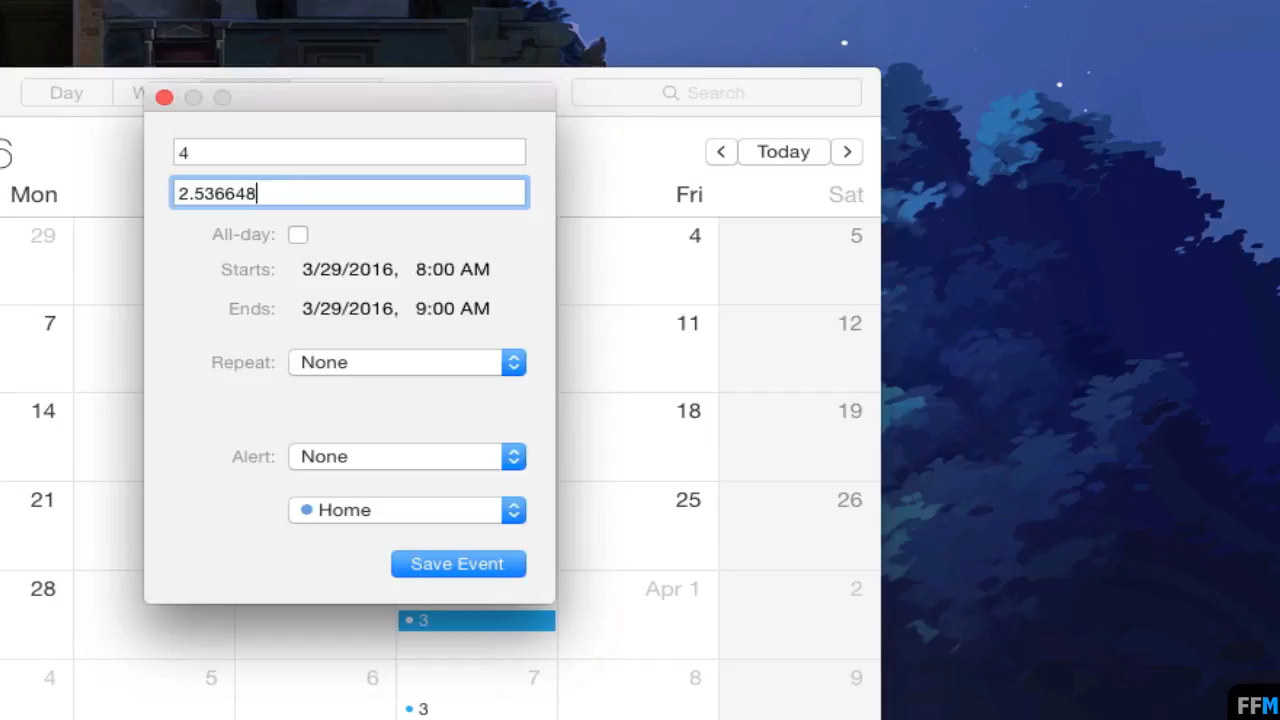 Day
W
Search
6
Today
Mon
Fri
Sat
4
2.536648
All-day:
Starts: 3/29/2016, 8:00 AM
Ends: 3/29/2016, 9:00 AM
Repeat: None
Alert: None
Home
Save Event
29
4
5
7
11
12
14
18
19
21
25
26
28
Apr 1
2
3
4
5
6
7
8
9
3
FFM